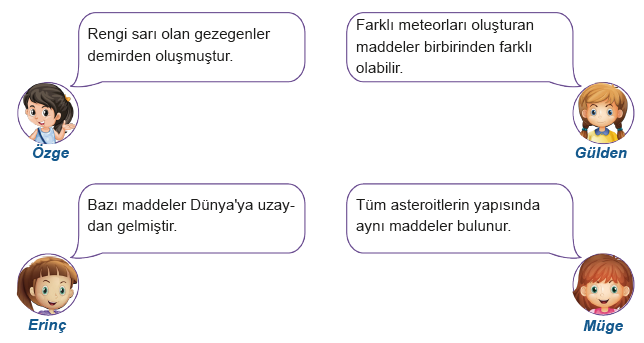 Rengi sarı olan gezegenler
demirden oluşmuştur.
Özge
Farklı meteorları oluşturan
maddeler birbirinden farklı
olabilir.
Gülden
Bazı maddeler Dünya'ya uzay-
dan gelmiştir.
Erinç
Tüm asteroitlerin yapısında
aynı maddeler bulunur.
Müge